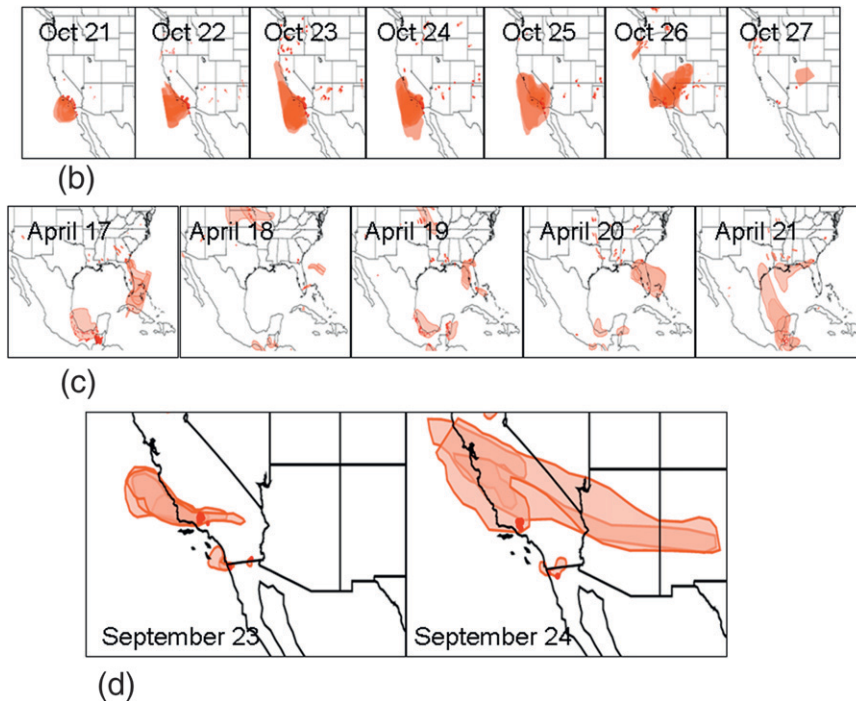 Oct 21 Oct 22 Oct 23 Oct 24 Oct 25 Oct 26 Oct 27
(b)
April 17 April 18 April 19 April 20 April 21
(c)
September 23 September 24
(d)